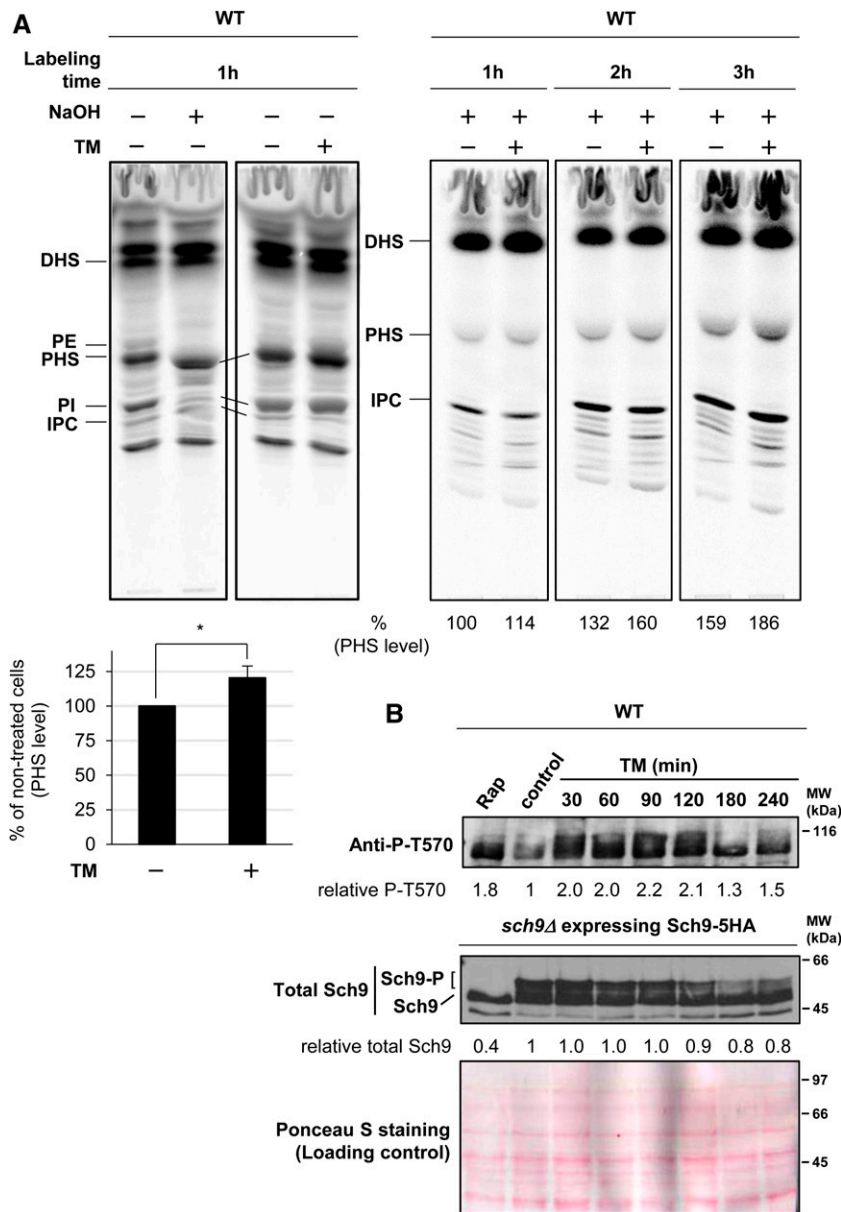 A
WT
Labeling time
1h
NaOH – + – –
TM – – – +
DHS
PE
PHS
PI
IPC
WT
1h 2h 3h
+ + + + + +
– + – + – +
DHS
PHS
IPC
% (PHS level)
100 114 132 160 159 186
*
% of non-treated cells (PHS level)
125
100
75
50
25
0
TM – +
B
WT
Rap control TM (min)
30 60 90 120 180 240
MW (kDa)
Anti-P-T570
116
relative P-T570 1.8 1 2.0 2.0 2.2 2.1 1.3 1.5
sch9Δ expressing Sch9-5HA
MW (kDa)
66
Total Sch9
Sch9-P
Sch9
45
relative total Sch9 0.4 1 1.0 1.0 1.0 0.9 0.8 0.8
Ponceau S staining (Loading control)
97
66
45